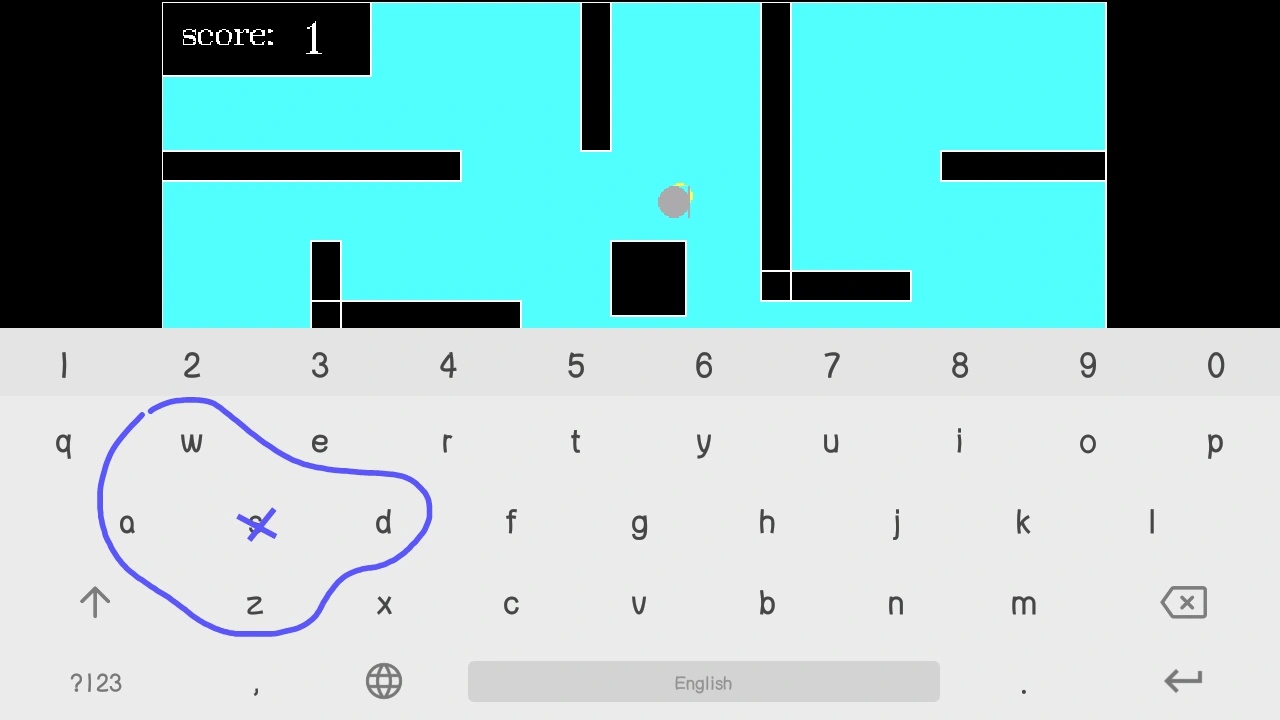 score: 1
1 2 3 4 5 6 7 8 9 0
q w e r t y u i o p
a s d f g h j k l
z x c v b n m
?123 , English .